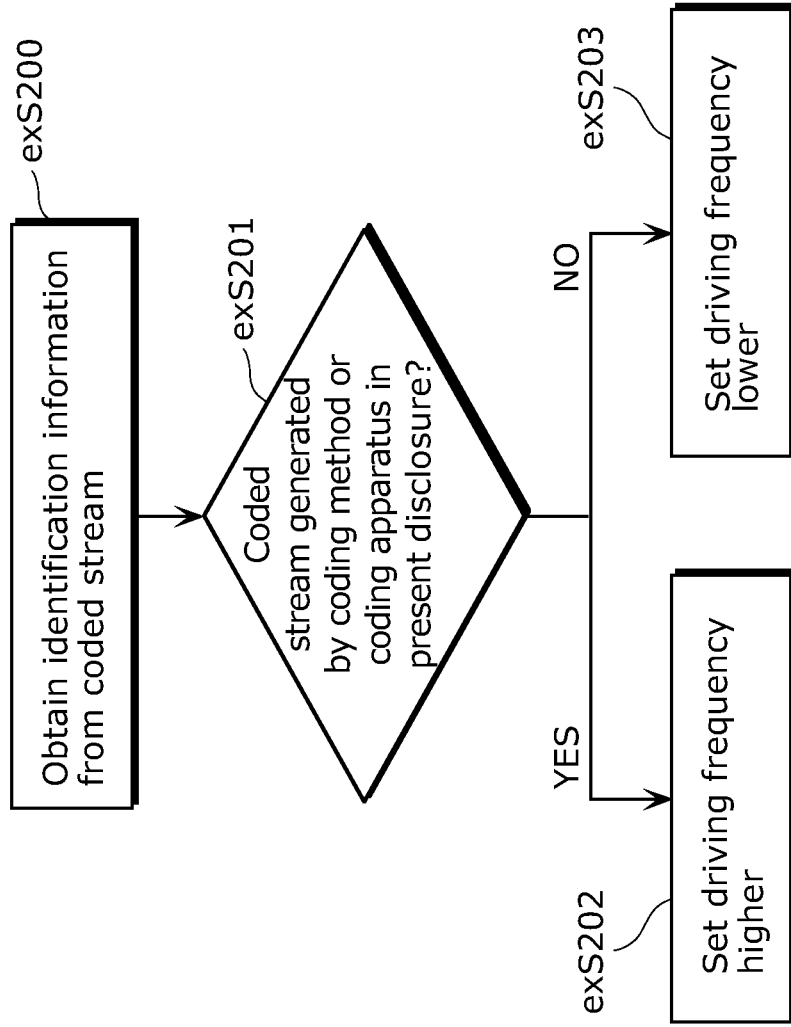 exS200
Obtain identification information
from coded stream
exS201
Coded
stream generated
by coding method or
coding apparatus in
present disclosure?
YES
NO
exS202
Set driving frequency
higher
exS203
Set driving frequency
lower